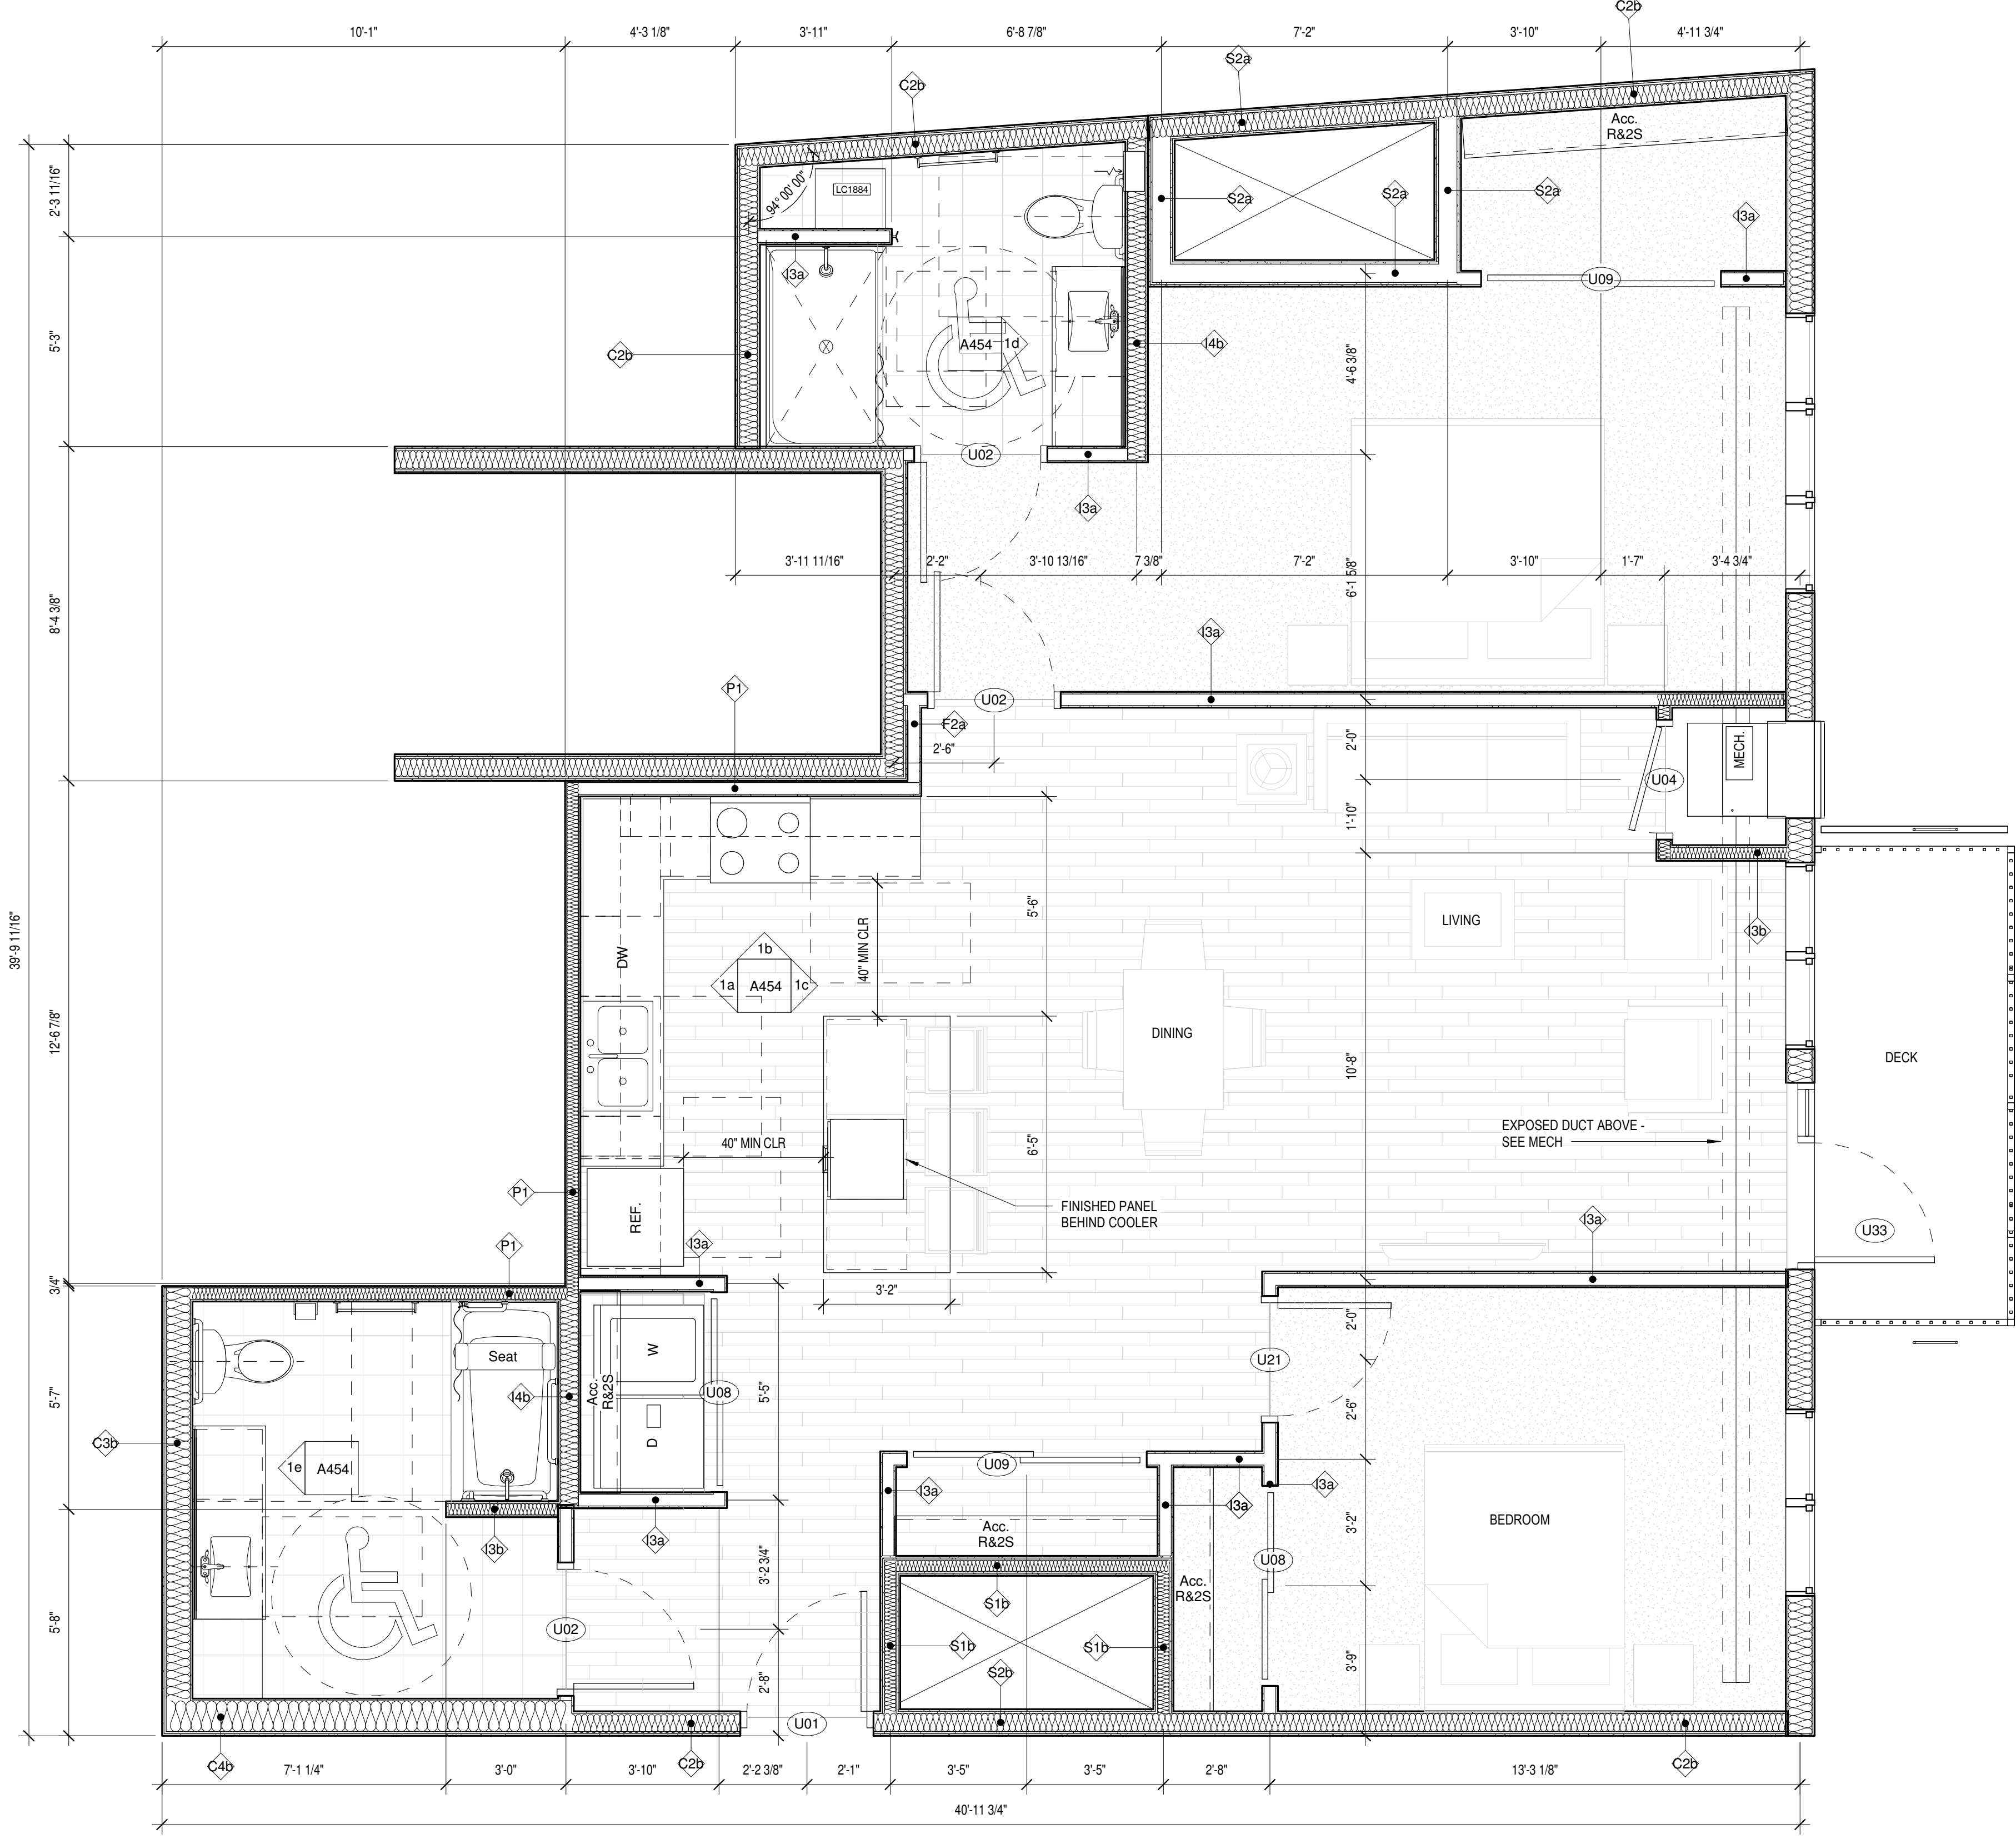 C2b
10'-1"
4'-3 1/8"
3'-11"
6'-8 7/8"
7'-2"
3'-10"
4'-11 3/4"
S2a
C2b
Acc.
R&2S
2'-3 11/16"
94° 00' 00"
LC1884
S2a
S2a
S2a
I3a
I3a
U09
5'-3"
C2b
A454
1d
I4b
4'-6 3/8"
U02
I3a
3'-11 11/16"
2'-2"
3'-10 13/16"
7 3/8"
7'-2"
3'-10"
1'-7"
3'-4 3/4"
6'-1 5/8"
8'-4 3/8"
I3a
P1
U02
F2a
2'-6"
2'-0"
MECH.
U04
1'-10"
39'-9 11/16"
5'-6"
LIVING
I3b
40" MIN CLR
DW
1b
1a
A454
1c
DINING
12'-6 7/8"
10'-8"
DECK
EXPOSED DUCT ABOVE -
SEE MECH
40" MIN CLR
6'-5"
P1
REF.
FINISHED PANEL
BEHIND COOLER
I3a
U33
P1
I3a
3/4"
3'-2"
2'-0"
Seat
W
U21
I4b
Acc.
R&2S
U08
5'-5"
5'-7"
2'-6"
C3b
D
1e
A454
U09
I3a
I3a
I3a
I3b
I3a
Acc.
R&2S
3'-2"
BEDROOM
3'-2 3/4"
U08
Acc.
R&2S
S1b
5'-8"
U02
S1b
S1b
S2b
2'-8"
3'-9"
U01
C4b
C2b
C2b
7'-1 1/4"
3'-0"
3'-10"
2'-2 3/8"
2'-1"
3'-5"
3'-5"
2'-8"
13'-3 1/8"
40'-11 3/4"